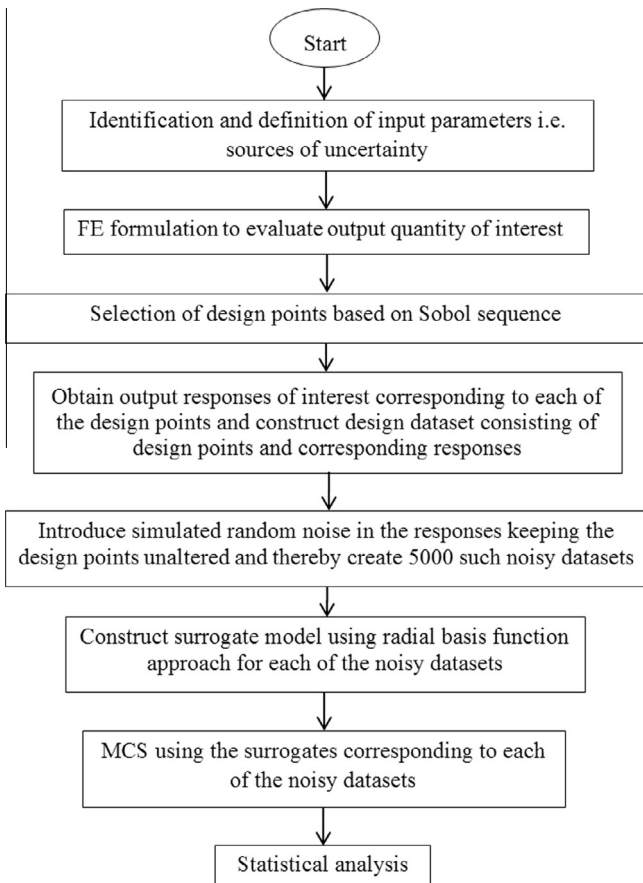 Start
Identification and definition of input parameters i.e.
sources of uncertainty
FE formulation to evaluate output quantity of interest
Selection of design points based on Sobol sequence
Obtain output responses of interest corresponding to each of
the design points and construct design dataset consisting of
design points and corresponding responses
Introduce simulated random noise in the responses keeping the
design points unaltered and thereby create 5000 such noisy datasets
Construct surrogate model using radial basis function
approach for each of the noisy datasets
MCS using the surrogates corresponding to each
of the noisy datasets
Statistical analysis